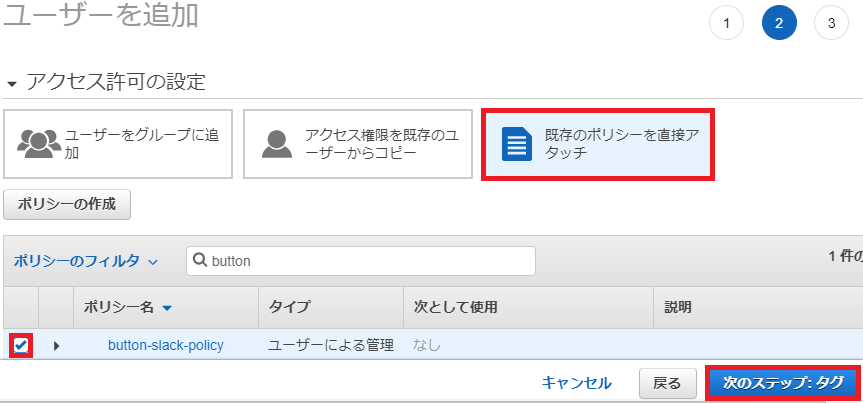 ユーザーを追加
1
2
3
アクセス許可の設定
ユーザーをグループに追
加
アクセス権限を既存のユ
ーザーからコピー
既存のポリシーを直接ア
タッチ
ポリシーの作成
ポリシーのフィルタ
button
1 件の
ポリシー名
タイプ
次として使用
説明
button-slack-policy
ユーザーによる管理
なし
キャンセル
戻る
次のステップ: タグ